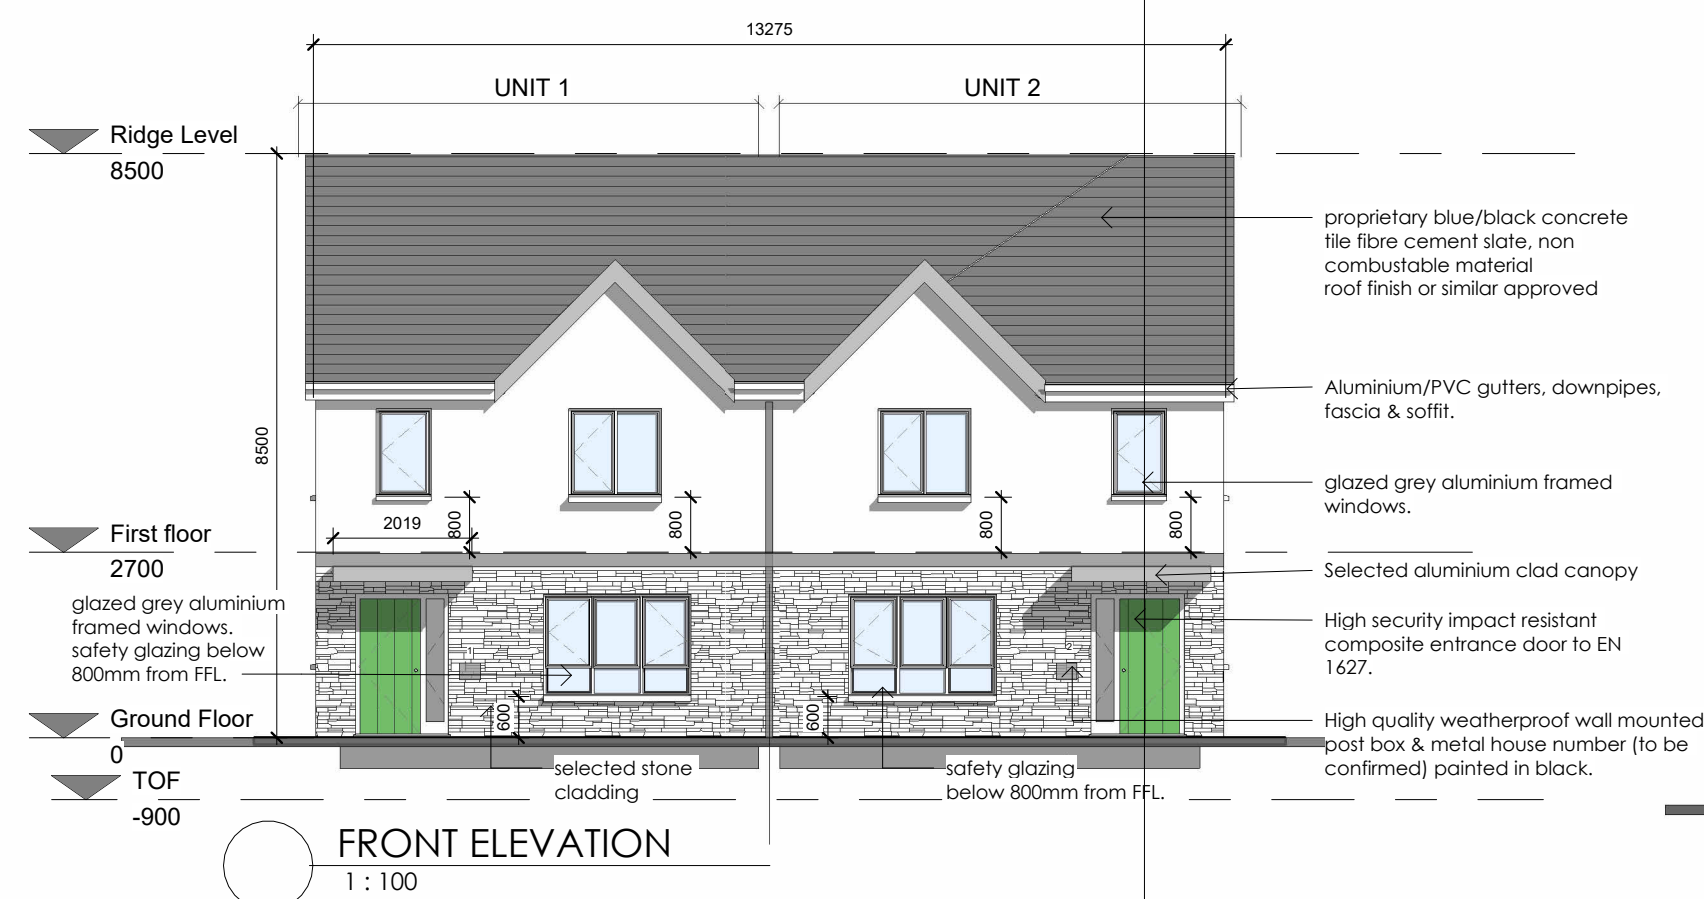 13275
UNIT 1
UNIT 2
Ridge Level
8500
proprietary blue/black concrete
tile fibre cement slate, non
combustable material
roof finish or similar approved
Aluminium/PVC gutters, downpipes,
fascia & soffit.
8500
glazed grey aluminium framed
windows.
First floor
2700
2019
800
800
800
800
Selected aluminium clad canopy
glazed grey aluminium
framed windows.
safety glazing below
800mm from FFL.
High security impact resistant
composite entrance door to EN
1627.
1
2
600
600
Ground Floor
0
High quality weatherproof wall mounted
post box & metal house number (to be
confirmed) painted in black.
selected stone
cladding
safety glazing
below 800mm from FFL.
TOF
-900
FRONT ELEVATION
1 : 100